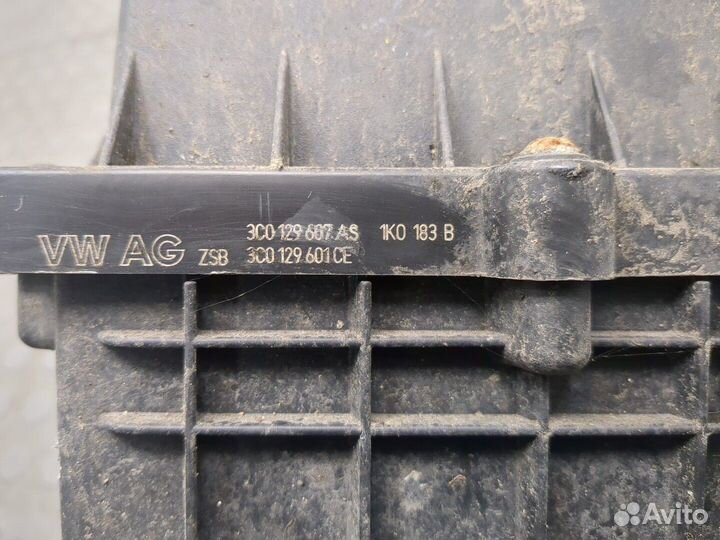 3C0 129 607 AS 1K0 183 B
VW AG ZSB 3C0 129 601 CE
Avito